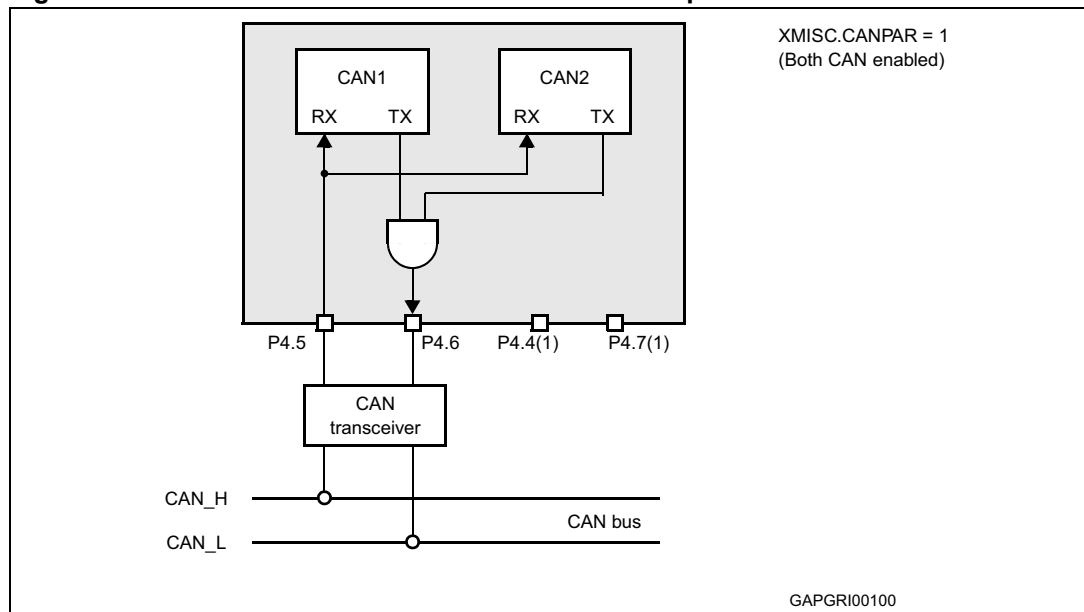 XMISC.CANPAR = 1
(Both CAN enabled)
CAN1
CAN2
RX TX
RX TX
P4.5
P4.6
P4.4(1)
P4.7(1)
CAN
transceiver
CAN_H
CAN bus
CAN_L
GAPGRI00100